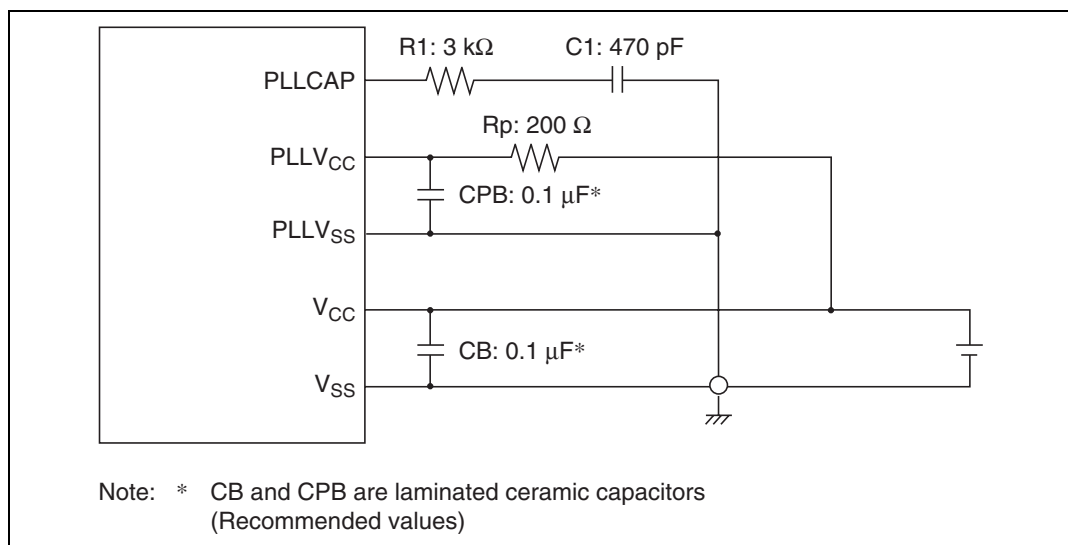 R1: 3 kΩ
C1: 470 pF
PLLCAP
Rp: 200 Ω
PLLVCC
CPB: 0.1 μF*
PLLVSS
VCC
CB: 0.1 μF*
VSS
Note: * CB and CPB are laminated ceramic capacitors
(Recommended values)